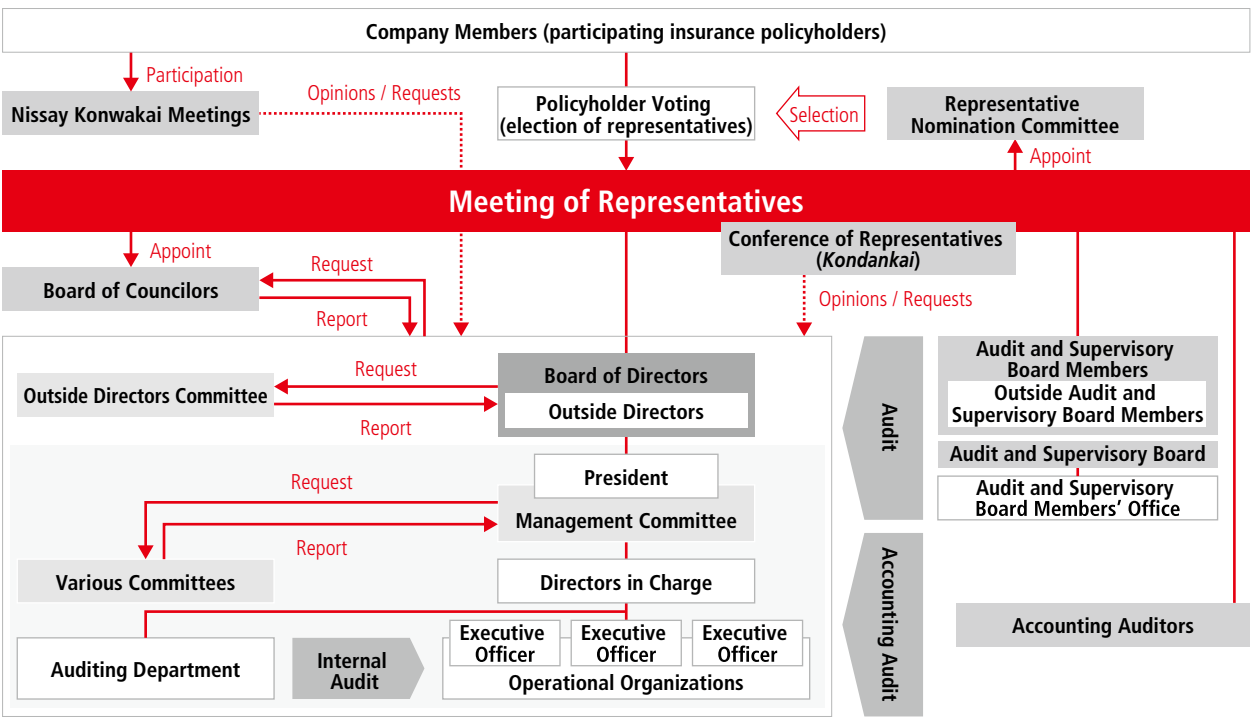 Company Members (participating insurance policyholders)
Participation
Nissay Konwakai Meetings
Opinions / Requests
Policyholder Voting
(election of representatives)
Selection
Representative
Nomination Committee
Appoint
Meeting of Representatives
Conference of Representatives
(Kondankai)
Opinions / Requests
Appoint
Board of Councilors
Request
Report
Outside Directors Committee
Request
Report
Board of Directors
Outside Directors
President
Management Committee
Request
Report
Various Committees
Directors in Charge
Auditing Department
Internal
Audit
Executive
Officer
Executive
Officer
Executive
Officer
Operational Organizations
Audit
Audit and Supervisory
Board Members
Outside Audit and
Supervisory Board Members
Audit and Supervisory Board
Audit and Supervisory
Board Members’ Office
Accounting Audit
Accounting Auditors